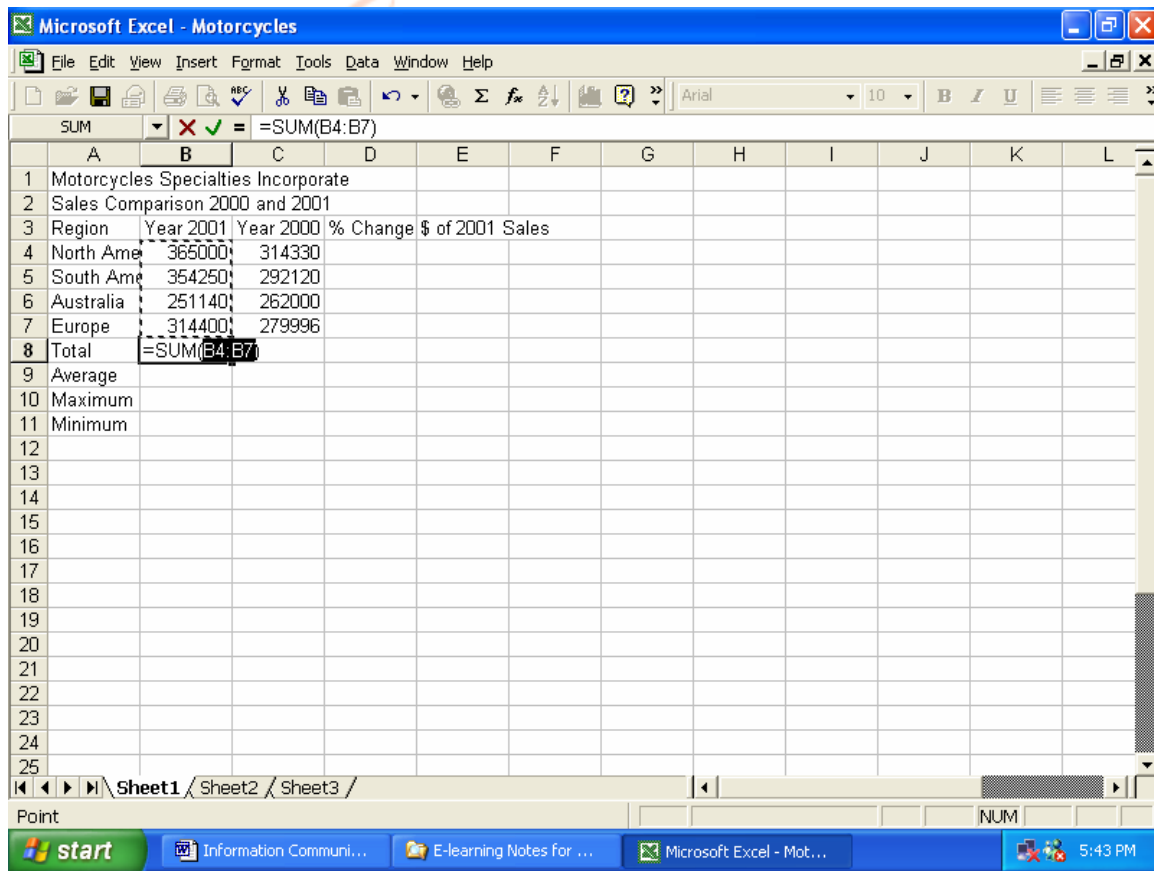 Microsoft Excel - Motorcycles
File Edit View Insert Format Tools Data Window Help
ABC Σ fx Arial 10 B I U
SUM = =SUM(B4:B7)
A B C D E F G H I J K L
1 Motorcycles Specialties Incorporate
2 Sales Comparison 2000 and 2001
3 Region Year 2001 Year 2000 % Change $ of 2001 Sales
4 North Ame 365000 314330
5 South Ame 354250 292120
6 Australia 251140 262000
7 Europe 314400 279996
8 Total =SUM(B4:B7)
9 Average
10 Maximum
11 Minimum
12
13
14
15
16
17
18
19
20
21
22
23
24
25
Sheet1 / Sheet2 / Sheet3 /
Point NUM
start Information Communi... E-learning Notes for ... Microsoft Excel - Mot... 5:43 PM